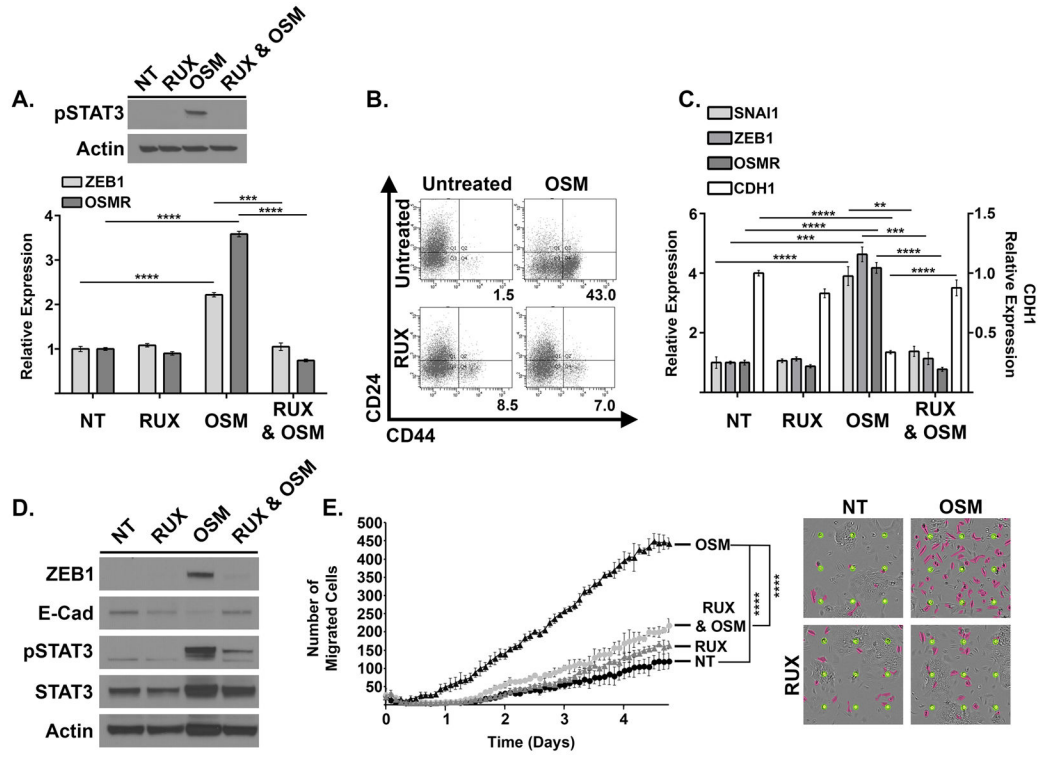 A.
NT
RUX
OSM
RUX & OSM
pSTAT3
Actin
ZEB1
OSMR
***
****
****
****
Relative Expression
4
3
2
1
NT
RUX
OSM
RUX
& OSM
B.
Untreated
OSM
Untreated
RUX
1.5
43.0
8.5
7.0
Q1
Q2
Q3
Q4
CD24
CD44
C.
SNAI1
ZEB1
OSMR
CDH1
**
****
****
***
***
****
****
****
6
4
2
Relative Expression
1.5
1.0
0.5
CDH1
Relative Expression
NT
RUX
OSM
RUX
& OSM
D.
NT
RUX
OSM
RUX & OSM
ZEB1
E-Cad
pSTAT3
STAT3
Actin
E.
Number of
Migrated Cells
500
450
400
350
300
250
200
150
100
50
0
1
2
3
4
Time (Days)
OSM
RUX
& OSM
RUX
NT
****
****
NT
OSM
RUX